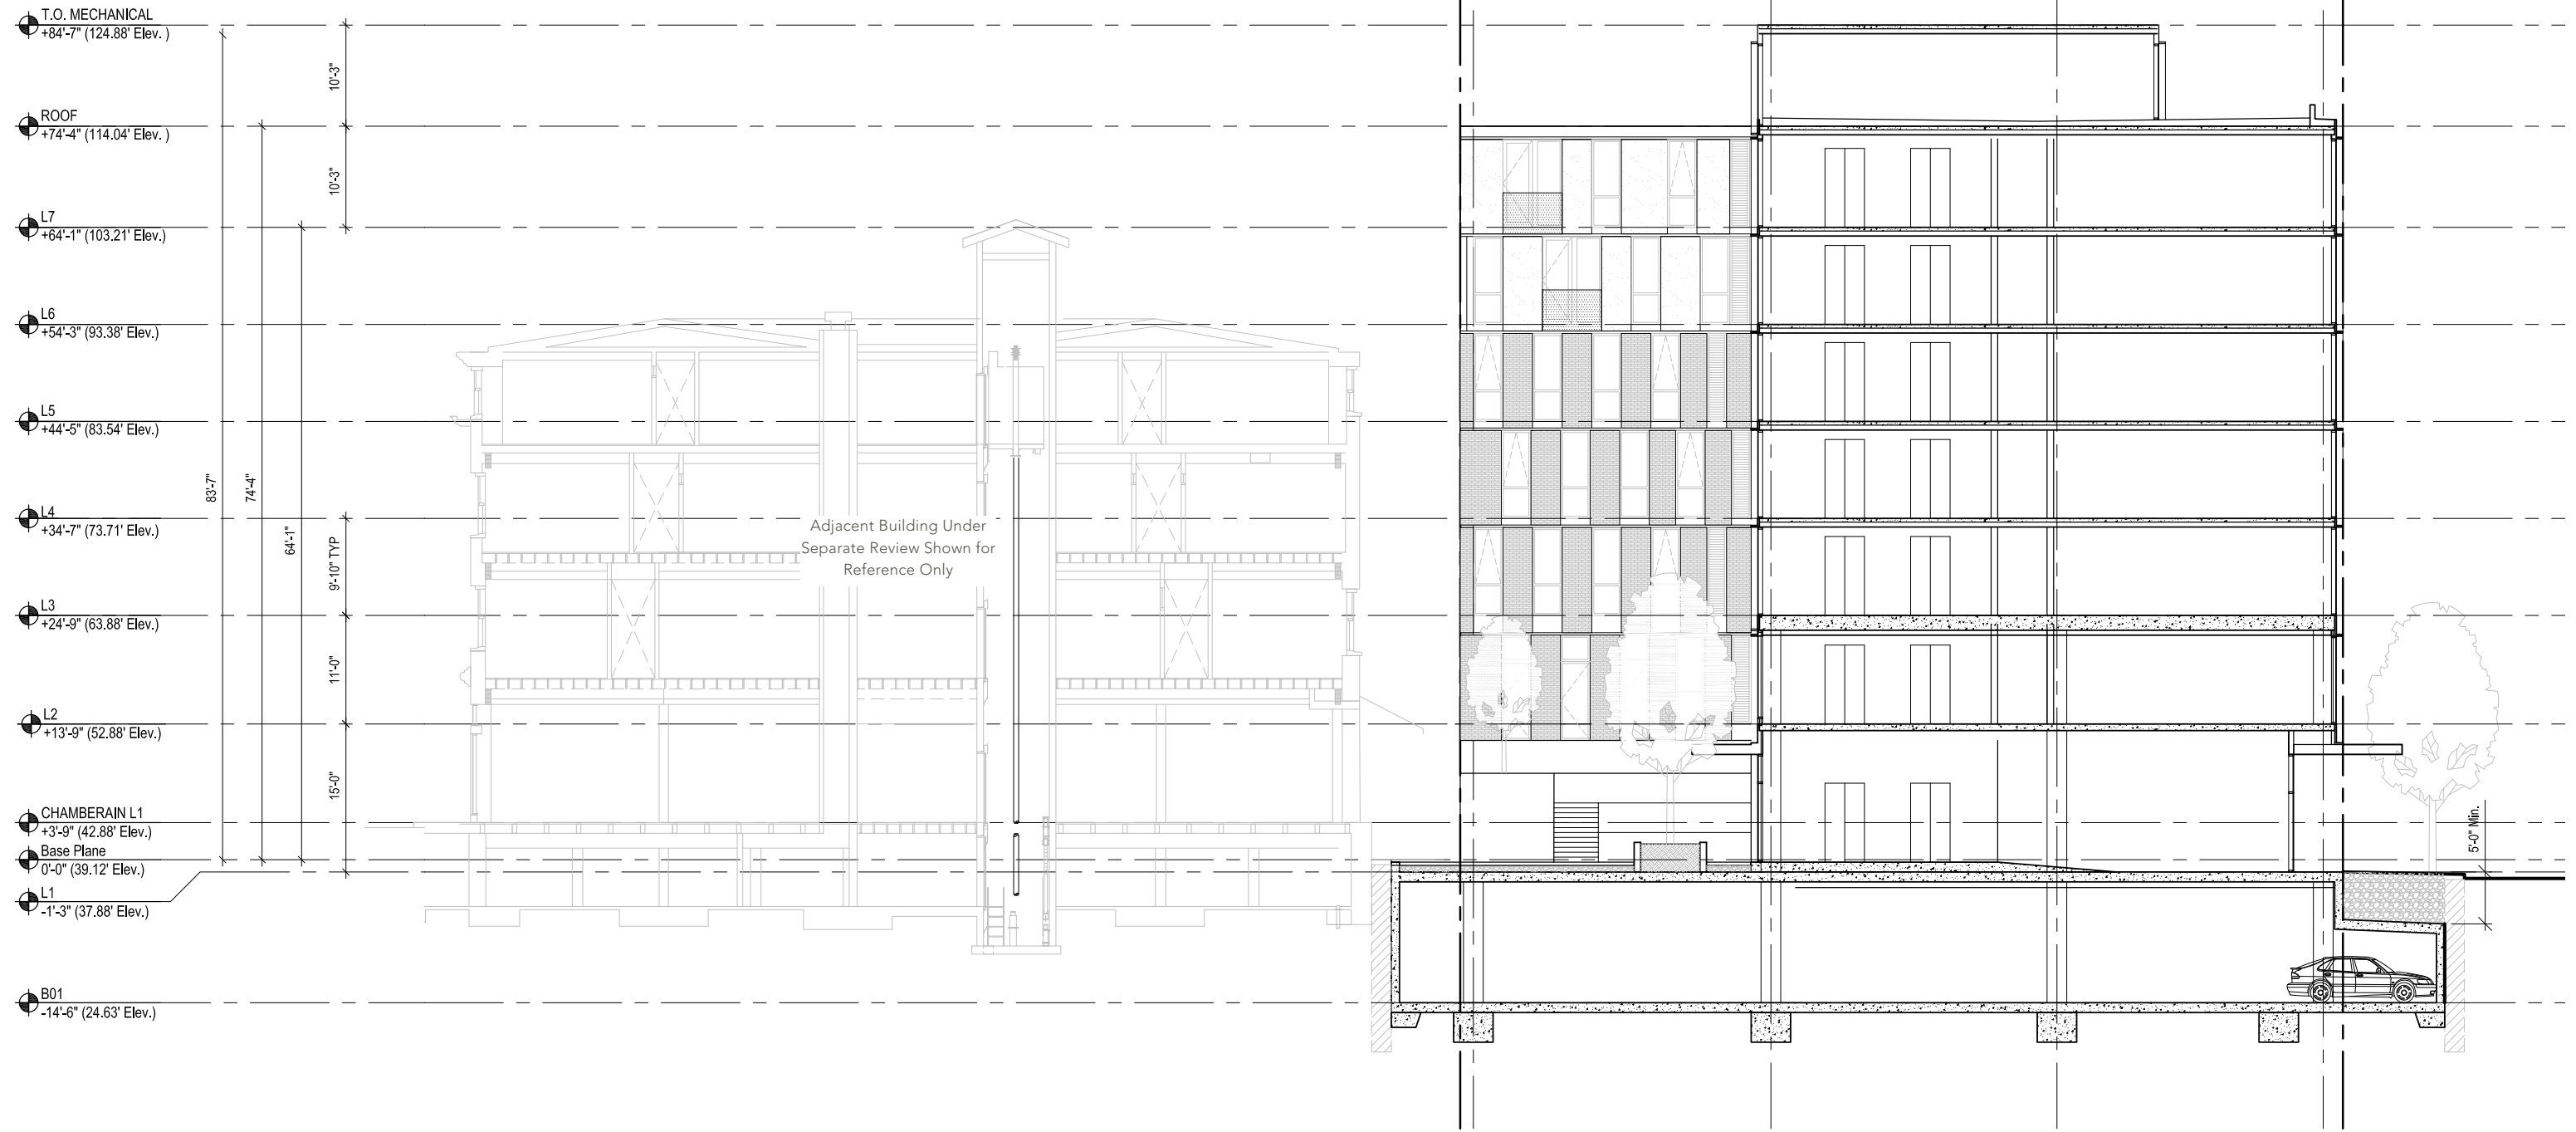 T.O. MECHANICAL
+84'-7" (124.88' Elev. )
ROOF
+74'-4" (114.04' Elev. )
L7
+64'-1" (103.21' Elev.)
L6
+54'-3" (93.38' Elev.)
L5
+44'-5" (83.54' Elev.)
L4
+34'-7" (73.71' Elev.)
L3
+24'-9" (63.88' Elev.)
L2
+13'-9" (52.88' Elev.)
CHAMBERAIN L1
+3'-9" (42.88' Elev.)
Base Plane
0'-0" (39.12' Elev.)
L1
-1'-3" (37.88' Elev.)
B01
-14'-6" (24.63' Elev.)
83'-7"
74'-4"
64'-1"
10'-3"
10'-3"
9'-10" TYP
11'-0"
15'-0"
Adjacent Building Under
Separate Review Shown for
Reference Only
5'-0" Min.